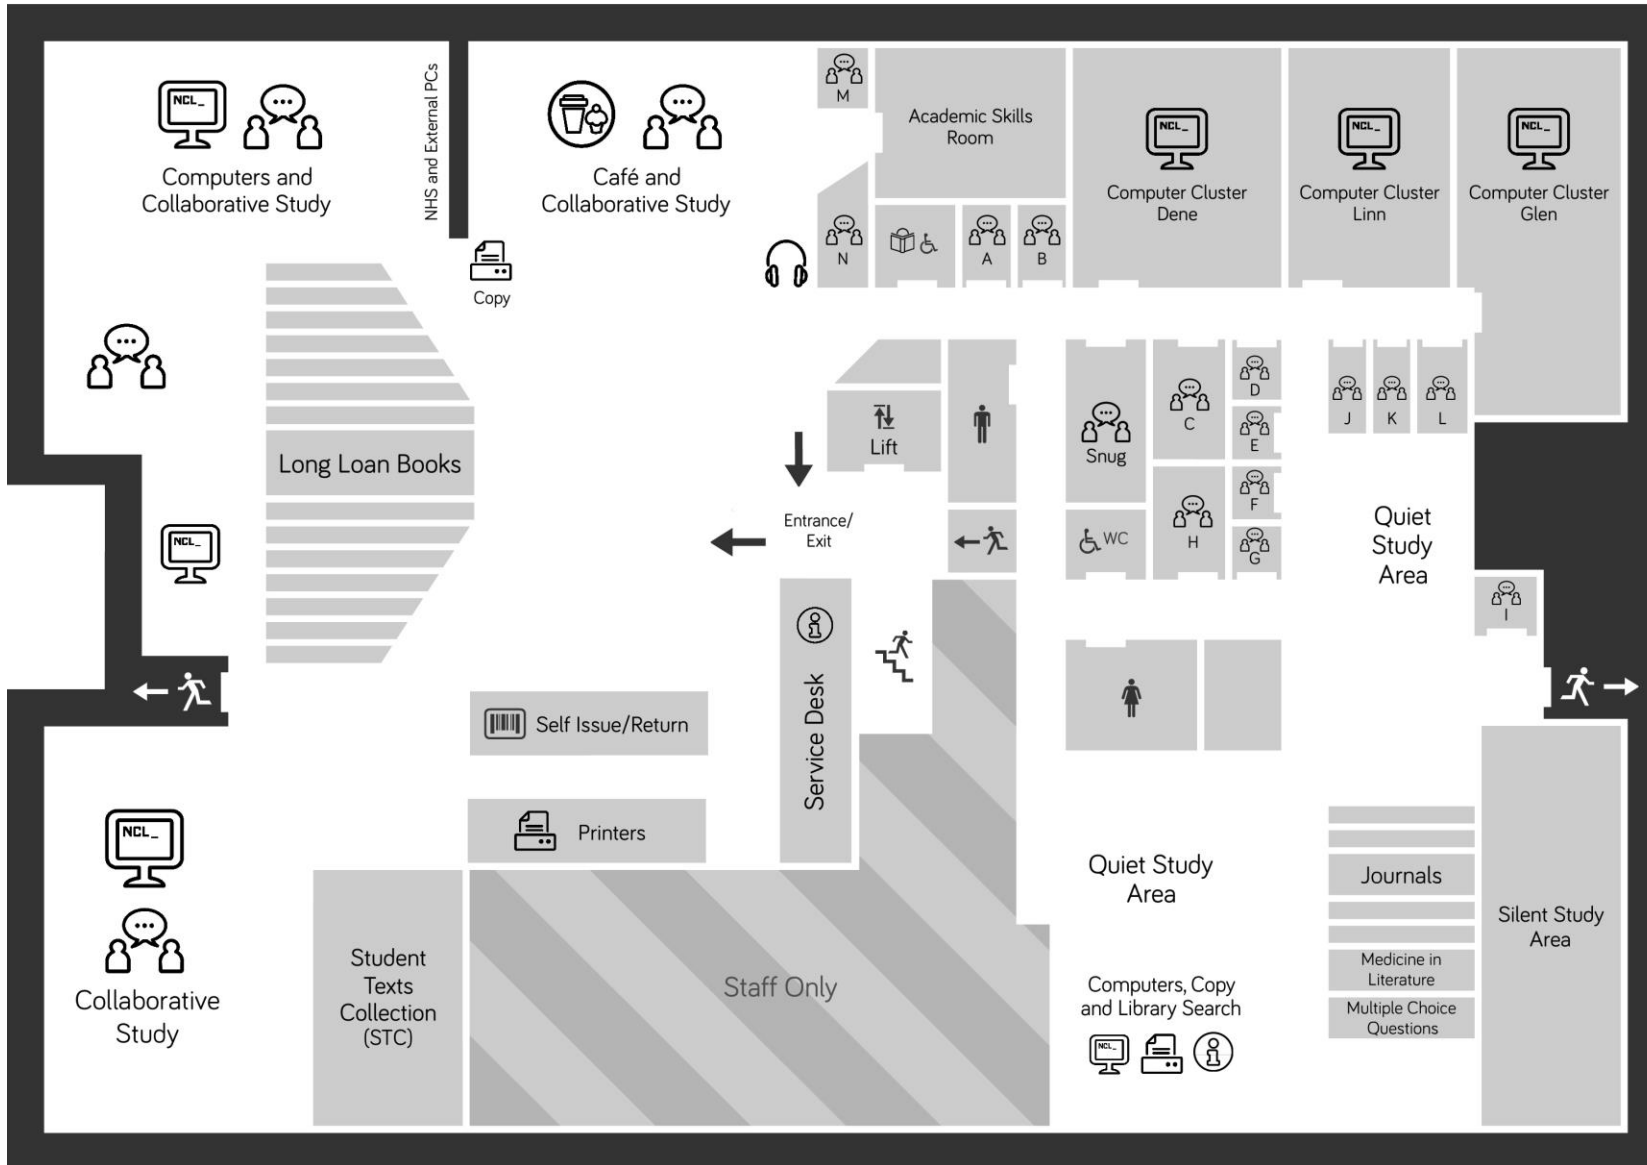 NCL_
Computers and
Collaborative Study
NHS and External PCs
Café and
Collaborative Study
Copy
M
Academic Skills
Room
N
A
B
NCL_
Computer Cluster
Dene
NCL_
Computer Cluster
Linn
NCL_
Computer Cluster
Glen
Long Loan Books
NCL_
Lift
Entrance/
Exit
Snug
WC
C
H
D
E
F
G
J
K
L
Quiet
Study
Area
I
Self Issue/Return
Printers
Service Desk
NCL_
Collaborative
Study
Student
Texts
Collection
(STC)
Staff Only
Quiet Study
Area
Computers, Copy
and Library Search
NCL_
Journals
Medicine in
Literature
Multiple Choice
Questions
Silent Study
Area